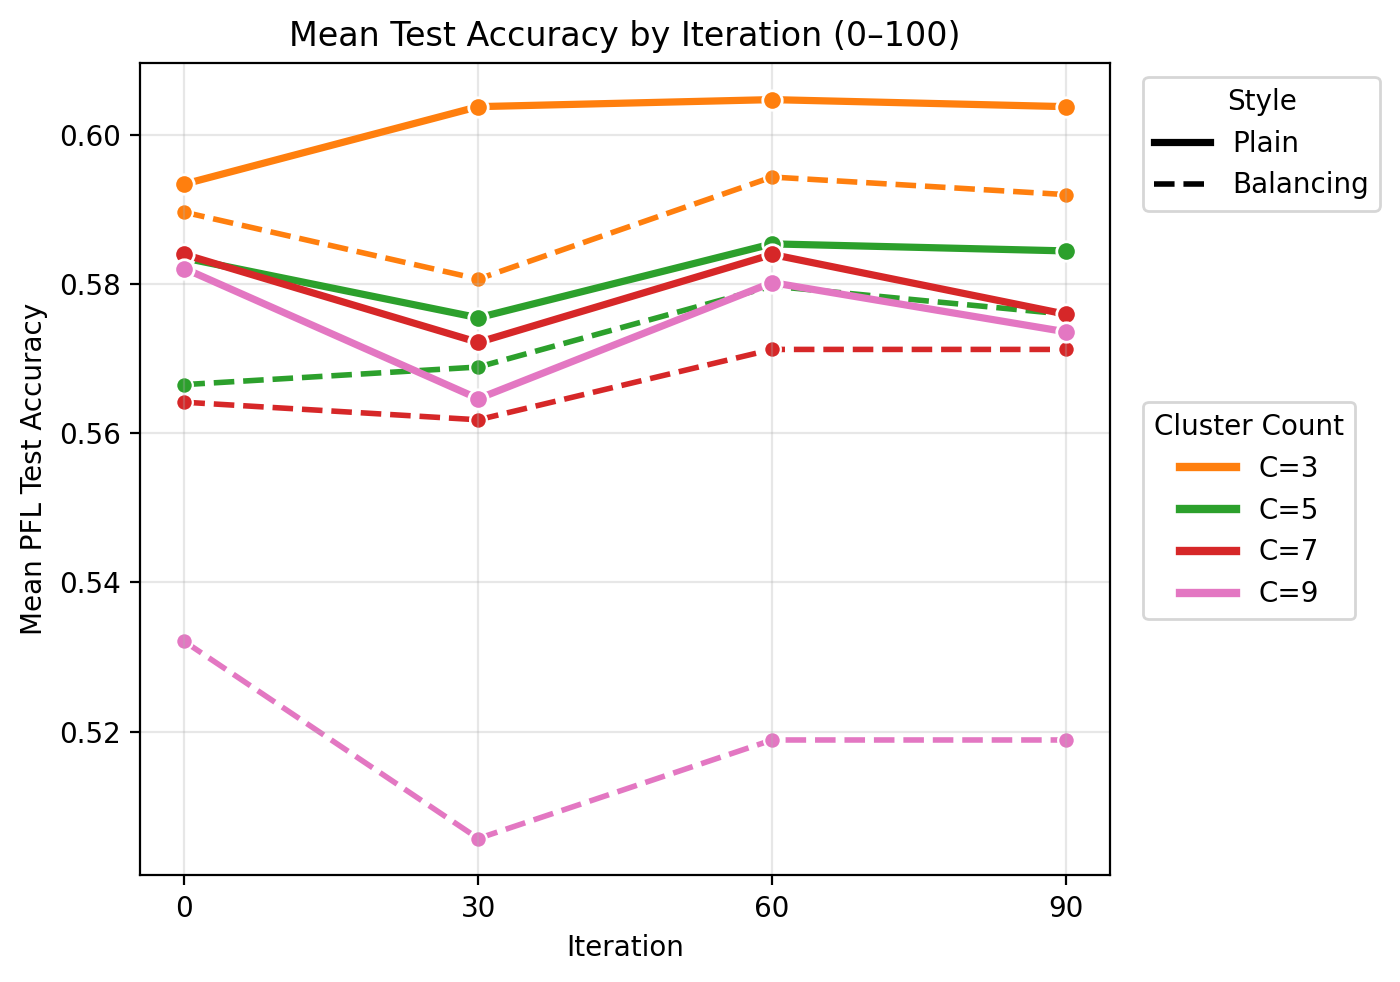 Mean Test Accuracy by Iteration (0–100)
Mean PFL Test Accuracy
0.60
0.58
0.56
0.54
0.52
0
30
60
90
Iteration
Style
Plain
Balancing
Cluster Count
C=3
C=5
C=7
C=9